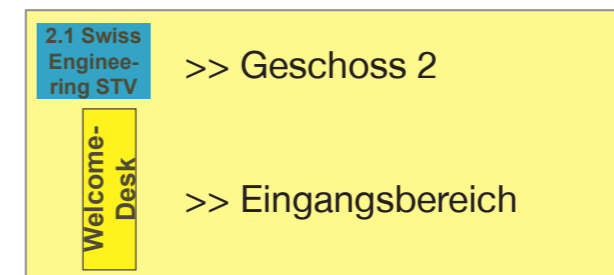 2.1 Swiss
Enginee-
ring STV
>> Geschoss 2
Welcome-
Desk
>> Eingangsbereich